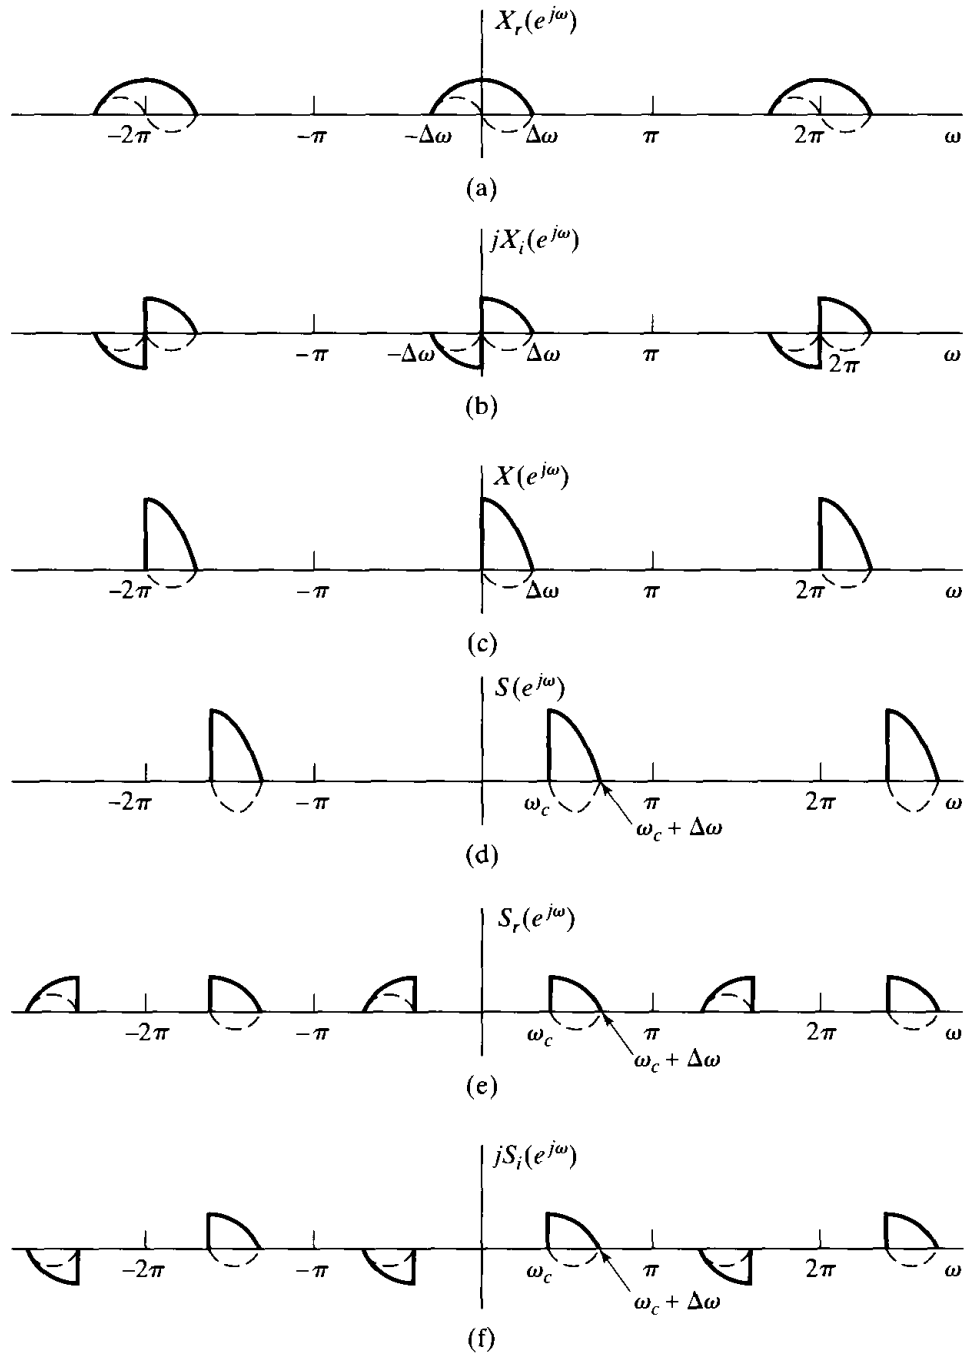 X_r(e^{jω})
−2π −π −Δω Δω π 2π ω
(a)
jX_i(e^{jω})
−π −Δω Δω π 2π ω
(b)
X(e^{jω})
−2π −π Δω π 2π ω
(c)
S(e^{jω})
−2π −π ω_c π 2π ω
ω_c + Δω
(d)
S_r(e^{jω})
−2π −π ω_c π 2π ω
ω_c + Δω
(e)
jS_i(e^{jω})
−2π −π ω_c π 2π ω
ω_c + Δω
(f)